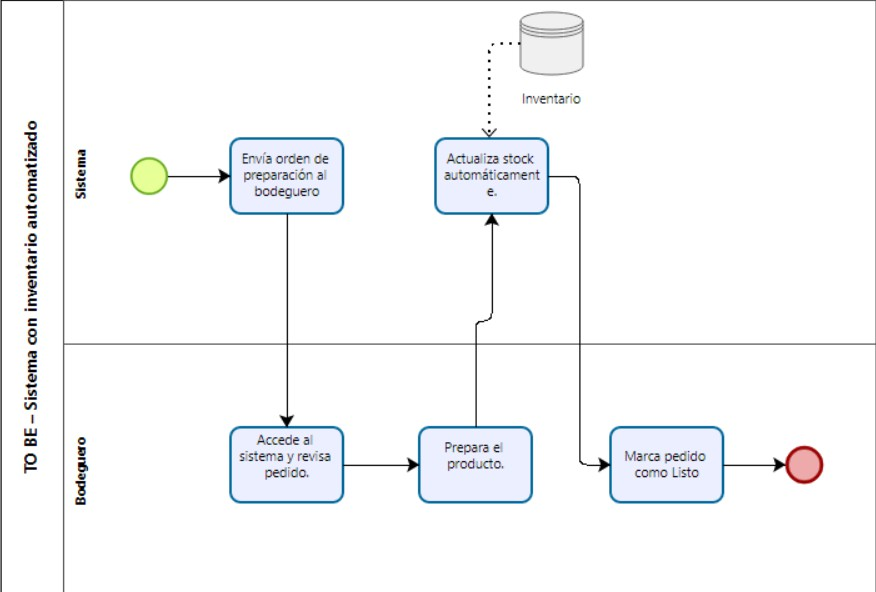 TO BE – Sistema con inventario automatizado
Sistema
Inventario
Envía orden de
preparación al
bodeguero
Actualiza stock
automáticament
e.
Bodeguero
Accede al
sistema y revisa
pedido.
Prepara el
producto.
Marca pedido
como Listo